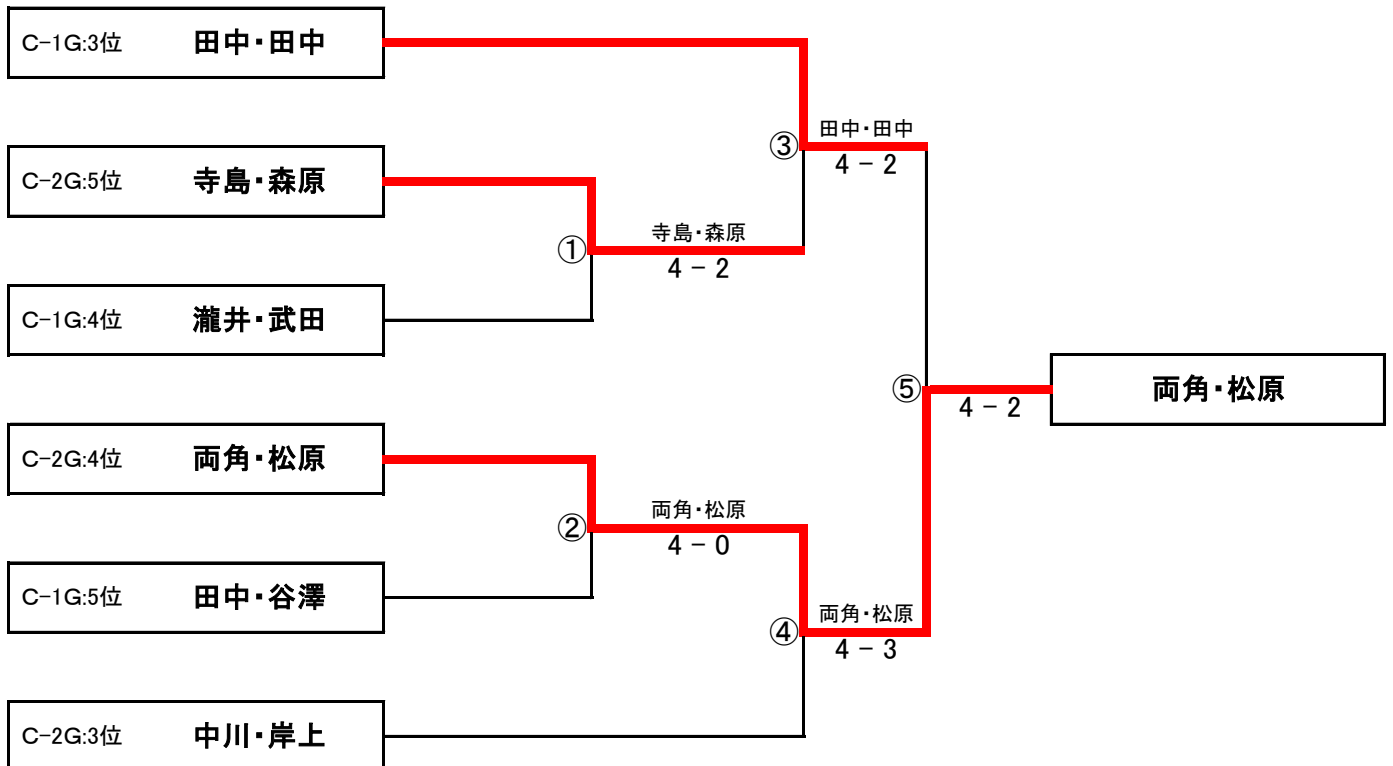 C-1G:3位 田中・田中
田中・田中
③
4 - 2
C-2G:5位 寺島・森原
寺島・森原
①
4 - 2
C-1G:4位 瀧井・武田
⑤
4 - 2
両角・松原
C-2G:4位 両角・松原
両角・松原
②
4 - 0
C-1G:5位 田中・谷澤
両角・松原
④
4 - 3
C-2G:3位 中川・岸上